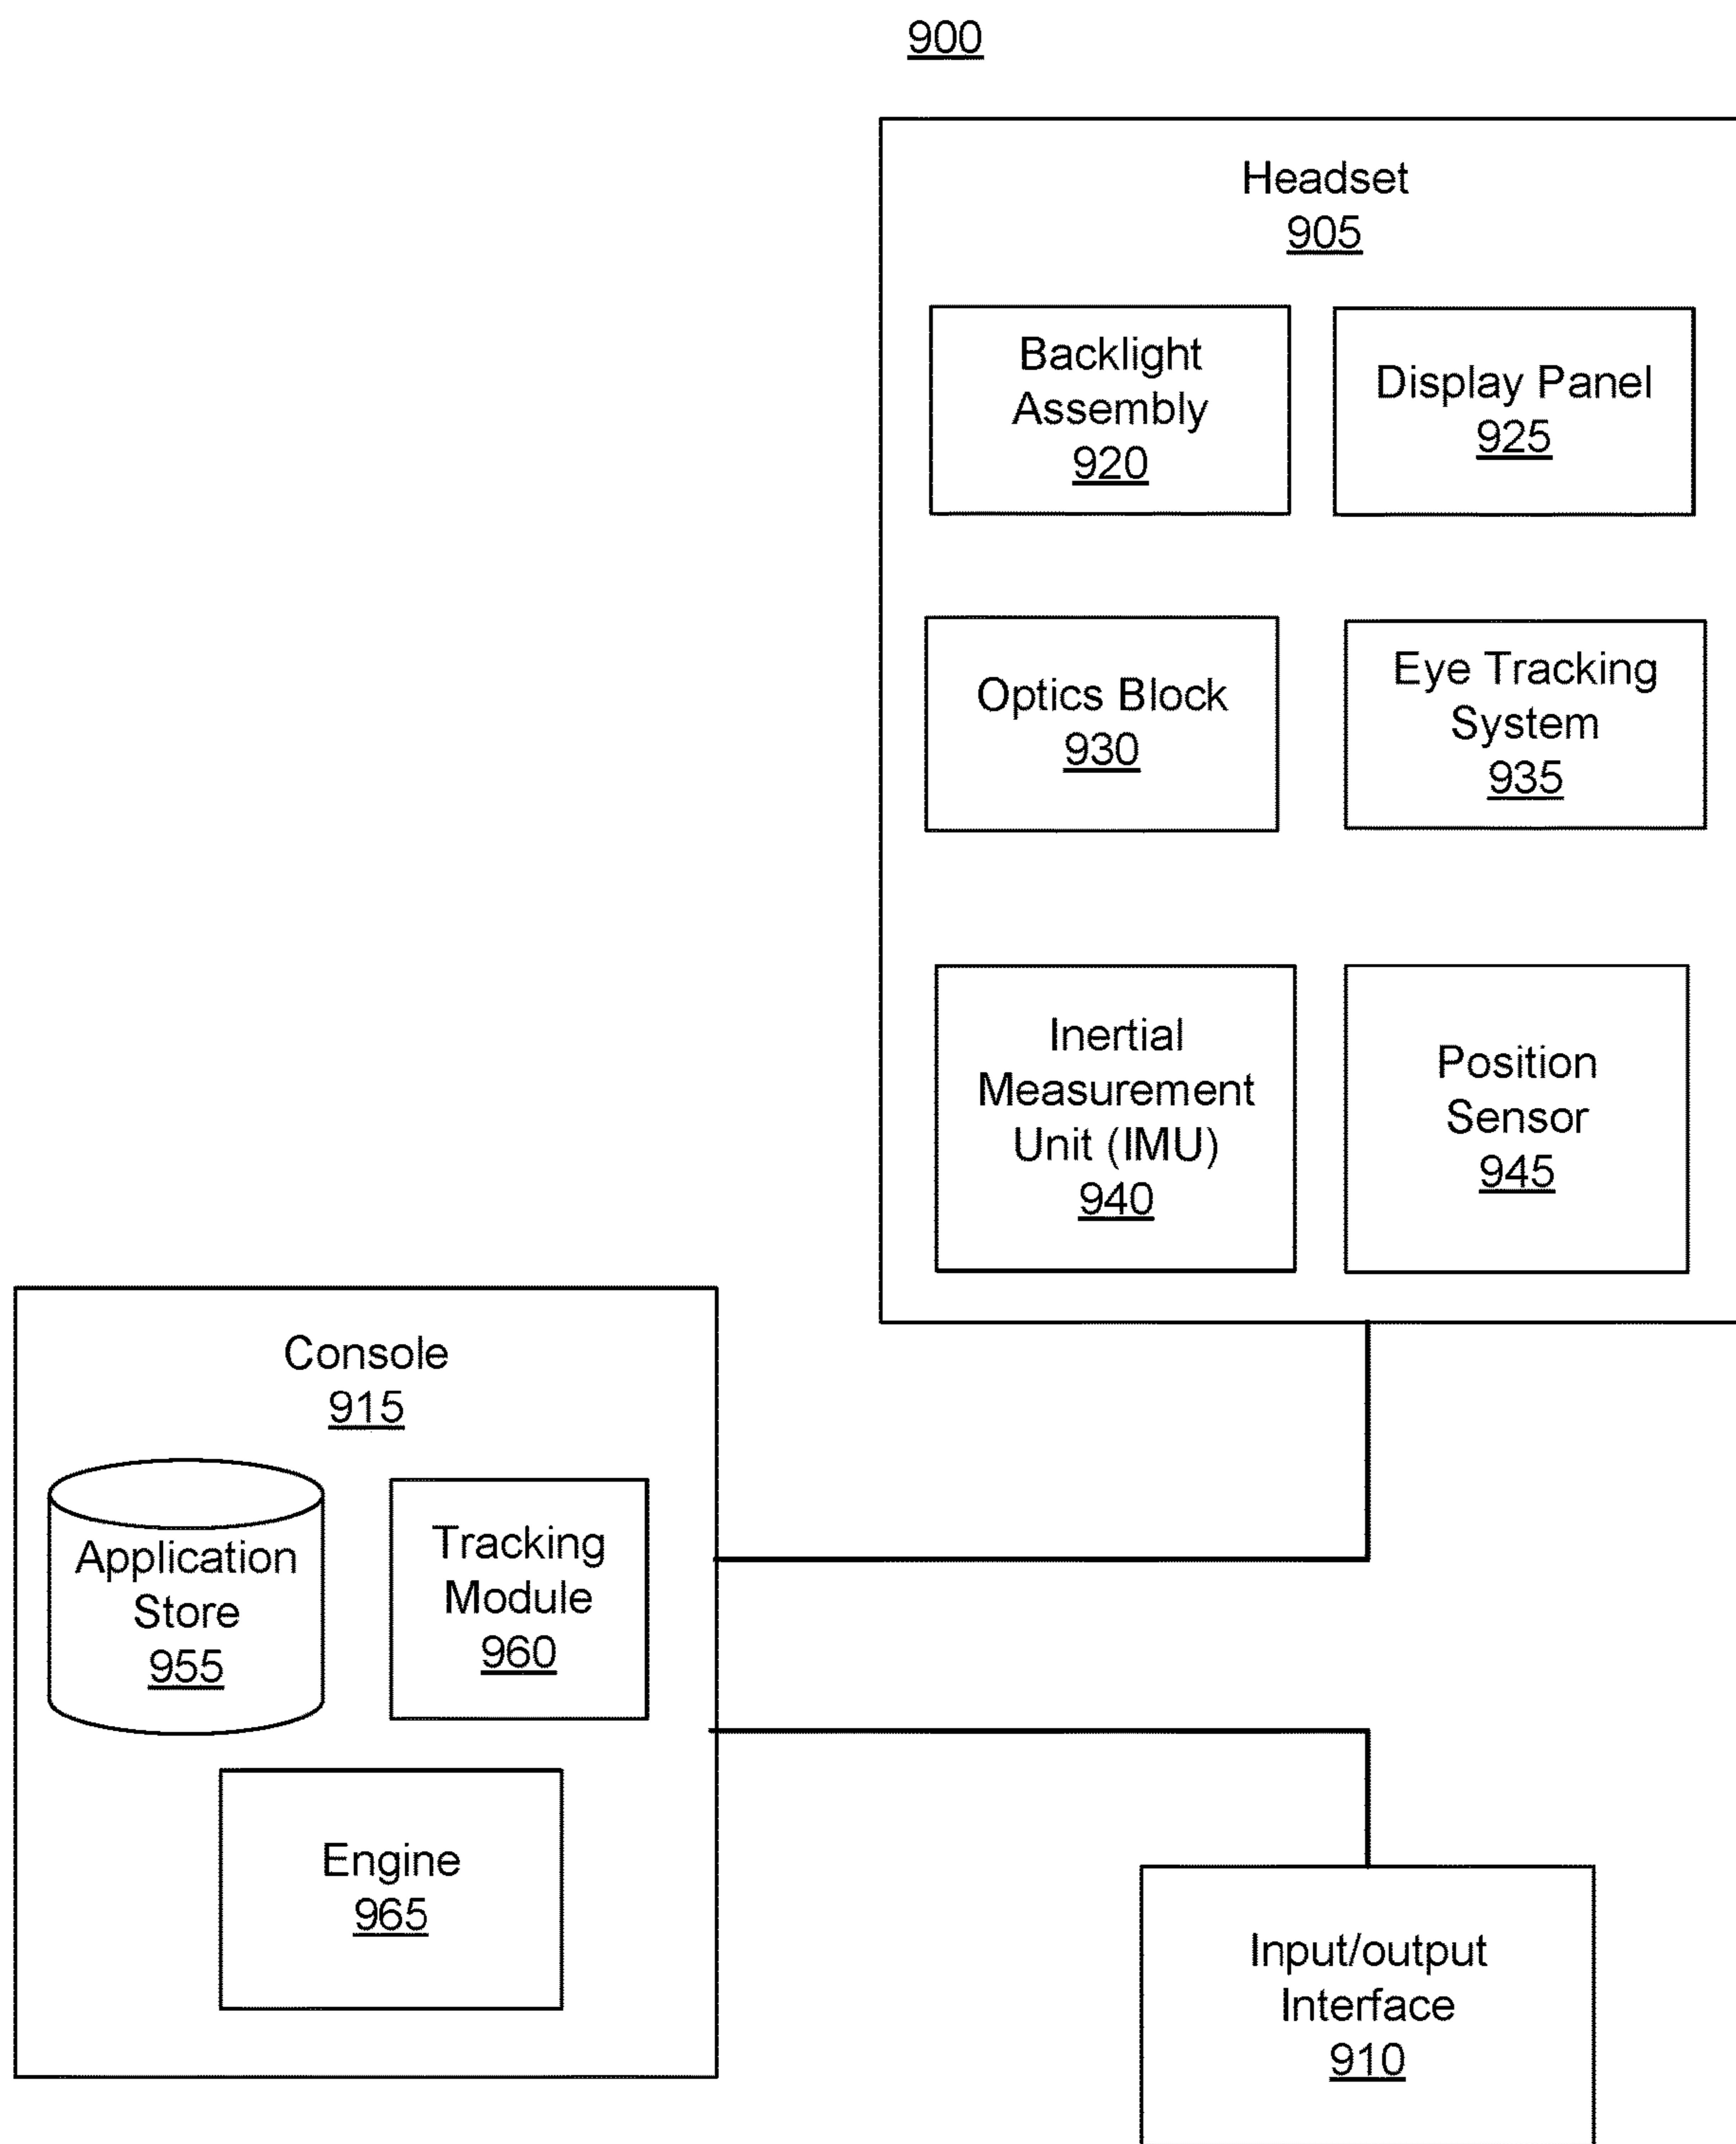 900
Headset
905
Backlight
Assembly
920
Display Panel
925
Optics Block
930
Eye Tracking
System
935
Inertial
Measurement
Unit (IMU)
940
Position
Sensor
945
Console
915
Application
Store
955
Tracking
Module
960
Engine
965
Input/output
Interface
910